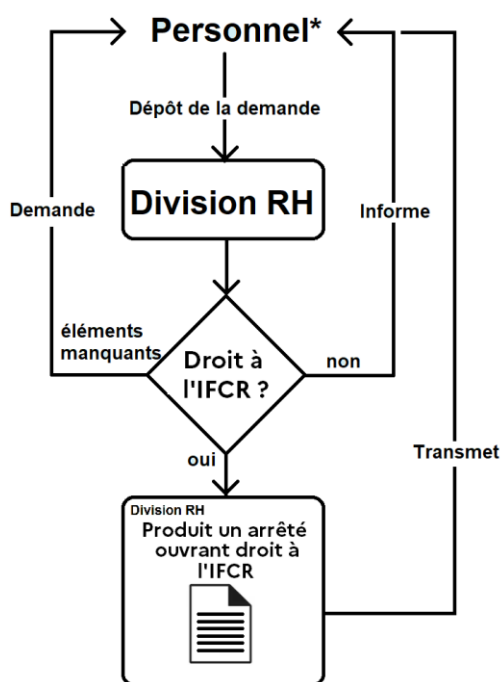 Personnel*
Dépôt de la demande
Division RH
Demande
Informe
éléments
manquants
Droit à
l'IFCR ?
non
oui
Transmet
Division RH
Produit un arrêté
ouvrant droit à
l'IFCR